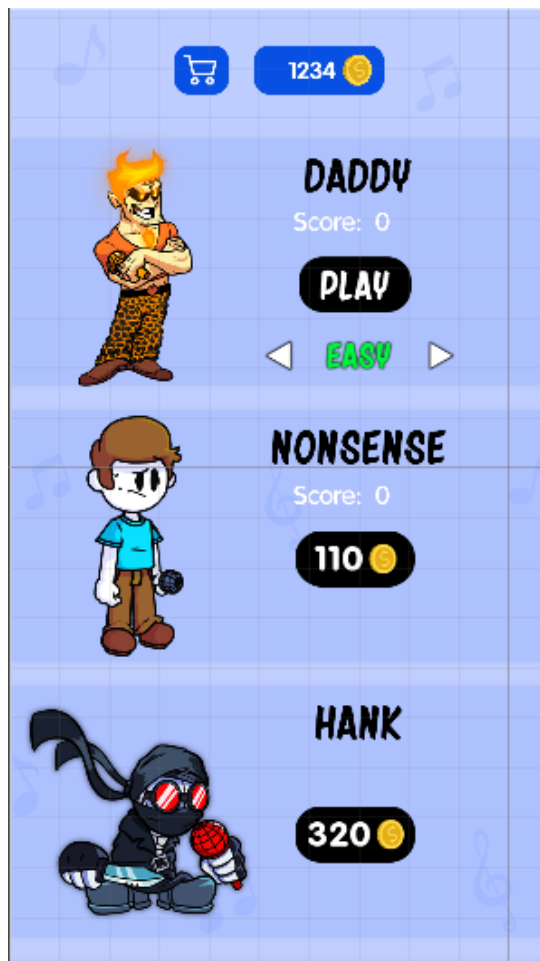 1234
DADDY
Score: 0
PLAY
EASY
NONSENSE
Score: 0
110
HANK
320